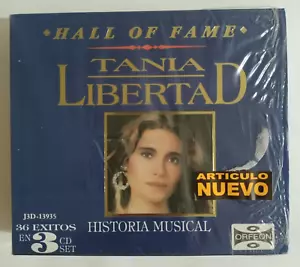 • HALL OF FAME •
TANIA
LIBERTAD
ARTICULO
NUEVO
J3D-13935
36 EXITOS
EN 3 CD SET
HISTORIA MUSICAL
ORFEON